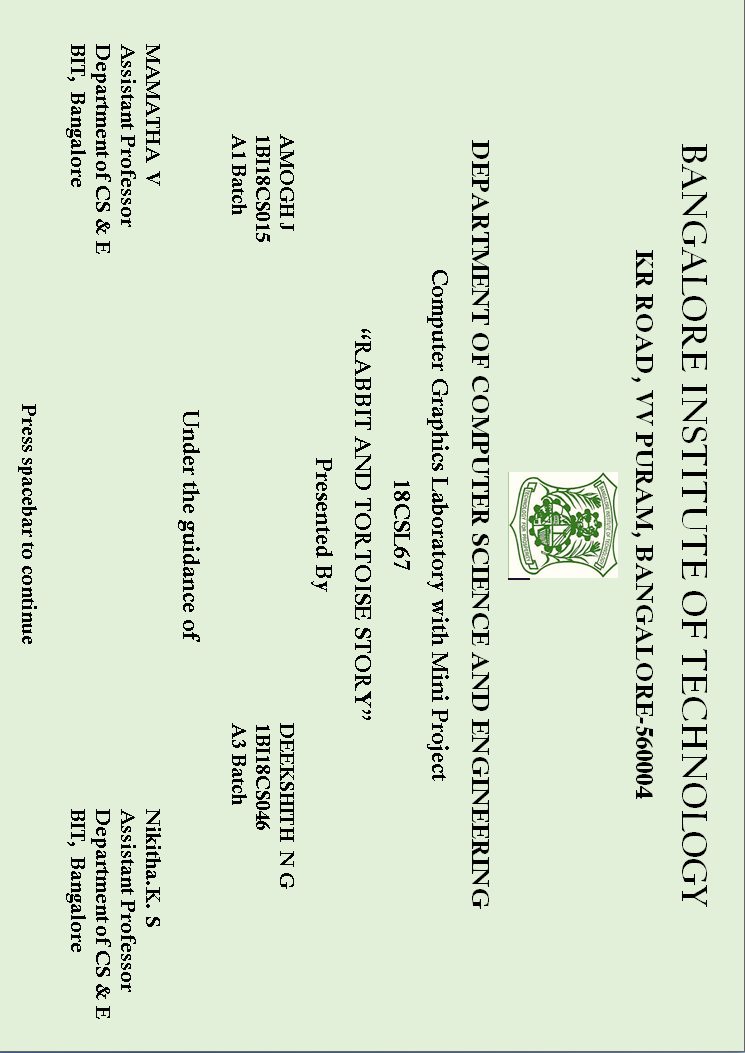 BANGALORE INSTITUTE OF TECHNOLOGY
KR ROAD, VV PURAM, BANGALORE-560004
DEPARTMENT OF COMPUTER SCIENCE AND ENGINEERING
Computer Graphics Laboratory with Mini Project
18CSL67
“RABBIT AND TORTOISE STORY”
Presented By
AMOGH J
1BI18CS015
A1 Batch
DEEKSHITH N G
1BI18CS046
A3 Batch
Under the guidance of
MAMATHA V
Assistant Professor
Department of CS & E
BIT, Bangalore
Nikitha.K. S
Assistant Professor
Department of CS & E
BIT, Bangalore
Press spacebar to continue